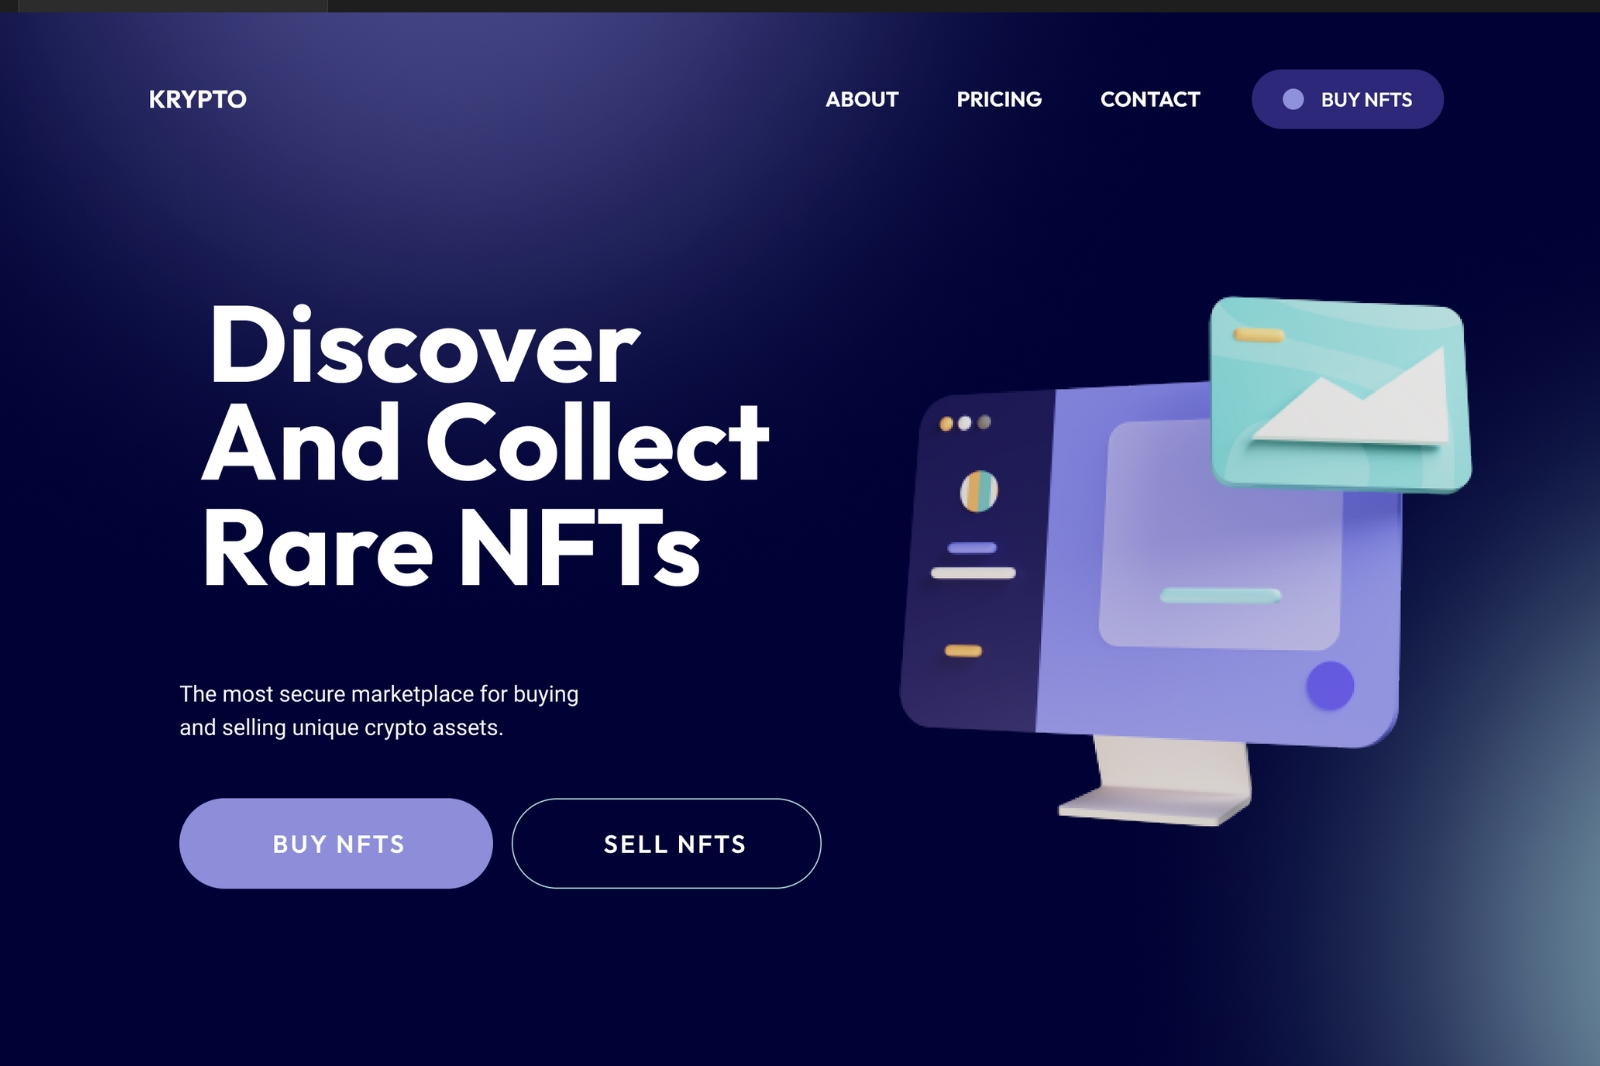 KRYPTO
ABOUT PRICING CONTACT BUY NFTS
Discover
And Collect
Rare NFTs
The most secure marketplace for buying
and selling unique crypto assets.
BUY NFTS SELL NFTS